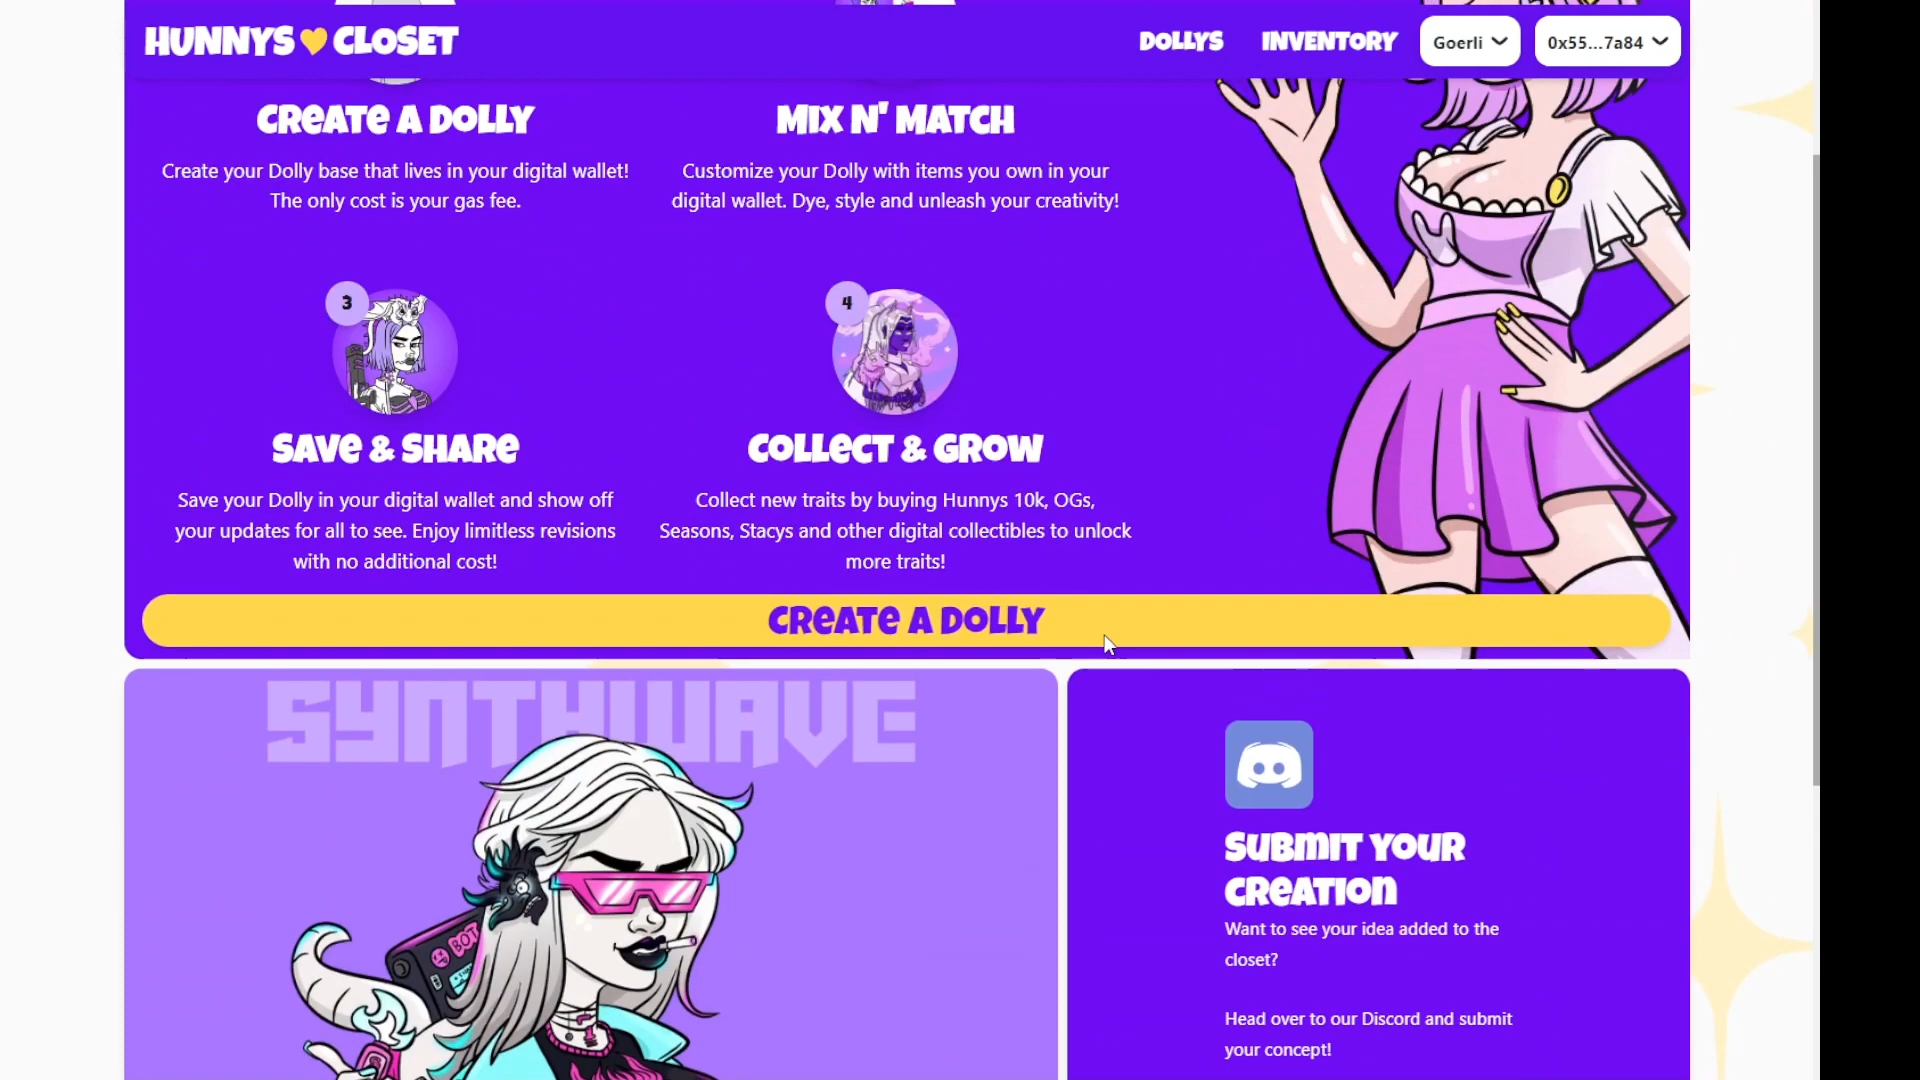 HUNNYS CLOSET
DOLLYS
INVENTORY
Goerli
0x55...7a84
CREATE A DOLLY
Create your Dolly base that lives in your digital wallet!
The only cost is your gas fee.
MIX N' MATCH
Customize your Dolly with items you own in your
digital wallet. Dye, style and unleash your creativity!
3
SAVE & SHARE
Save your Dolly in your digital wallet and show off
your updates for all to see. Enjoy limitless revisions
with no additional cost!
4
COLLECT & GROW
Collect new traits by buying Hunnys 10k, OGs,
Seasons, Stacys and other digital collectibles to unlock
more traits!
CREATE A DOLLY
SYNTHWAVE
BOT
SUBMIT YOUR
CREATION
Want to see your idea added to the
closet?
Head over to our Discord and submit
your concept!